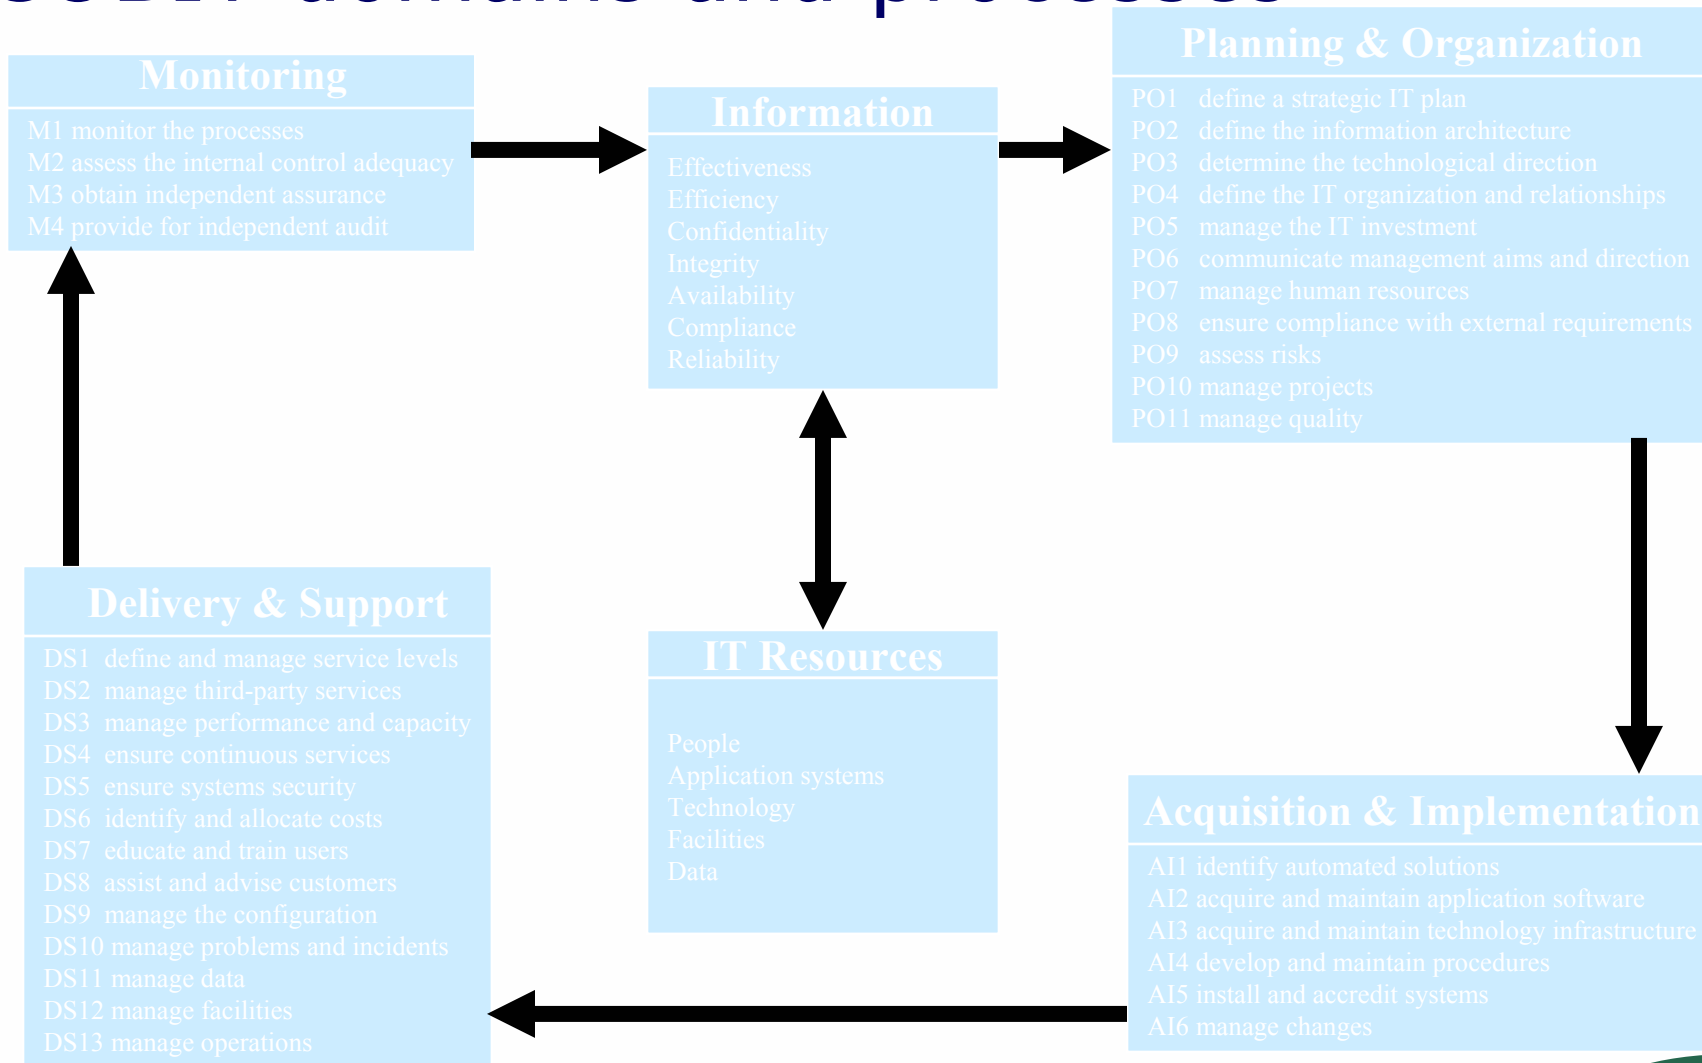 COBIT domains and processes
Monitoring
M1 monitor the processes
M2 assess the internal control adequacy
M3 obtain independent assurance
M4 provide for independent audit
Information
Effectiveness
Efficiency
Confidentiality
Integrity
Availability
Compliance
Reliability
Planning & Organization
PO1 define a strategic IT plan
PO2 define the information architecture
PO3 determine the technological direction
PO4 define the IT organization and relationships
PO5 manage the IT investment
PO6 communicate management aims and direction
PO7 manage human resources
PO8 ensure compliance with external requirements
PO9 assess risks
PO10 manage projects
PO11 manage quality
Delivery & Support
DS1 define and manage service levels
DS2 manage third-party services
DS3 manage performance and capacity
DS4 ensure continuous services
DS5 ensure systems security
DS6 identify and allocate costs
DS7 educate and train users
DS8 assist and advise customers
DS9 manage the configuration
DS10 manage problems and incidents
DS11 manage data
DS12 manage facilities
DS13 manage operations
IT Resources
People
Application systems
Technology
Facilities
Data
Acquisition & Implementation
AI1 identify automated solutions
AI2 acquire and maintain application software
AI3 acquire and maintain technology infrastructure
AI4 develop and maintain procedures
AI5 install and accredit systems
AI6 manage changes